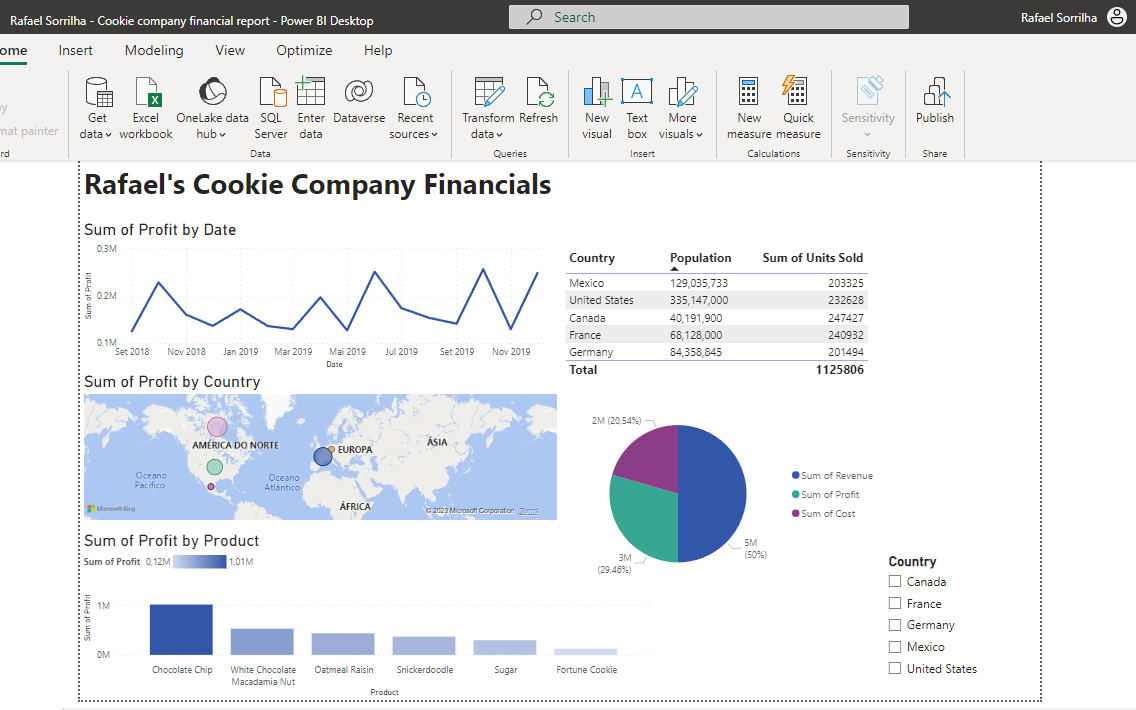 Rafael Sorrilha - Cookie company financial report - Power BI Desktop
Search
Rafael Sorrilha
ome
Insert
Modeling
View
Optimize
Help
py
mat painter
rd
Get data
Excel workbook
OneLake data hub
SQL Server
Enter data
Dataverse
Recent sources
Data
Transform data
Refresh
Queries
New visual
Text box
More visuals
Insert
New measure
Quick measure
Calculations
Sensitivity
Sensitivity
Publish
Share
Rafael's Cookie Company Financials
Sum of Profit by Date
0,3M
0,2M
0,1M
Sum of Profit
Set 2018 Nov 2018 Jan 2019 Mar 2019 Mai 2019 Jul 2019 Set 2019 Nov 2019
Date
Country Population Sum of Units Sold
Mexico 129,035,733 203325
United States 335,147,000 232628
Canada 40,191,900 247427
France 68,128,000 240932
Germany 84,358,845 201494
Total 1125806
Sum of Profit by Country
AMÉRICA DO NORTE
EUROPA
ÁSIA
Oceano
Pacífico
Oceano
Atlântico
ÁFRICA
Microsoft Bing
© 2023 Microsoft Corporation Terms
2M (20,54%)
3M
(29,46%)
5M
(50%)
Sum of Revenue
Sum of Profit
Sum of Cost
Sum of Profit by Product
Sum of Profit 0,12M 1,01M
Sum of Profit
1M
0M
Chocolate Chip
White Chocolate
Macadamia Nut
Oatmeal Raisin
Snickerdoodle
Sugar
Fortune Cookie
Product
Country
Canada
France
Germany
Mexico
United States